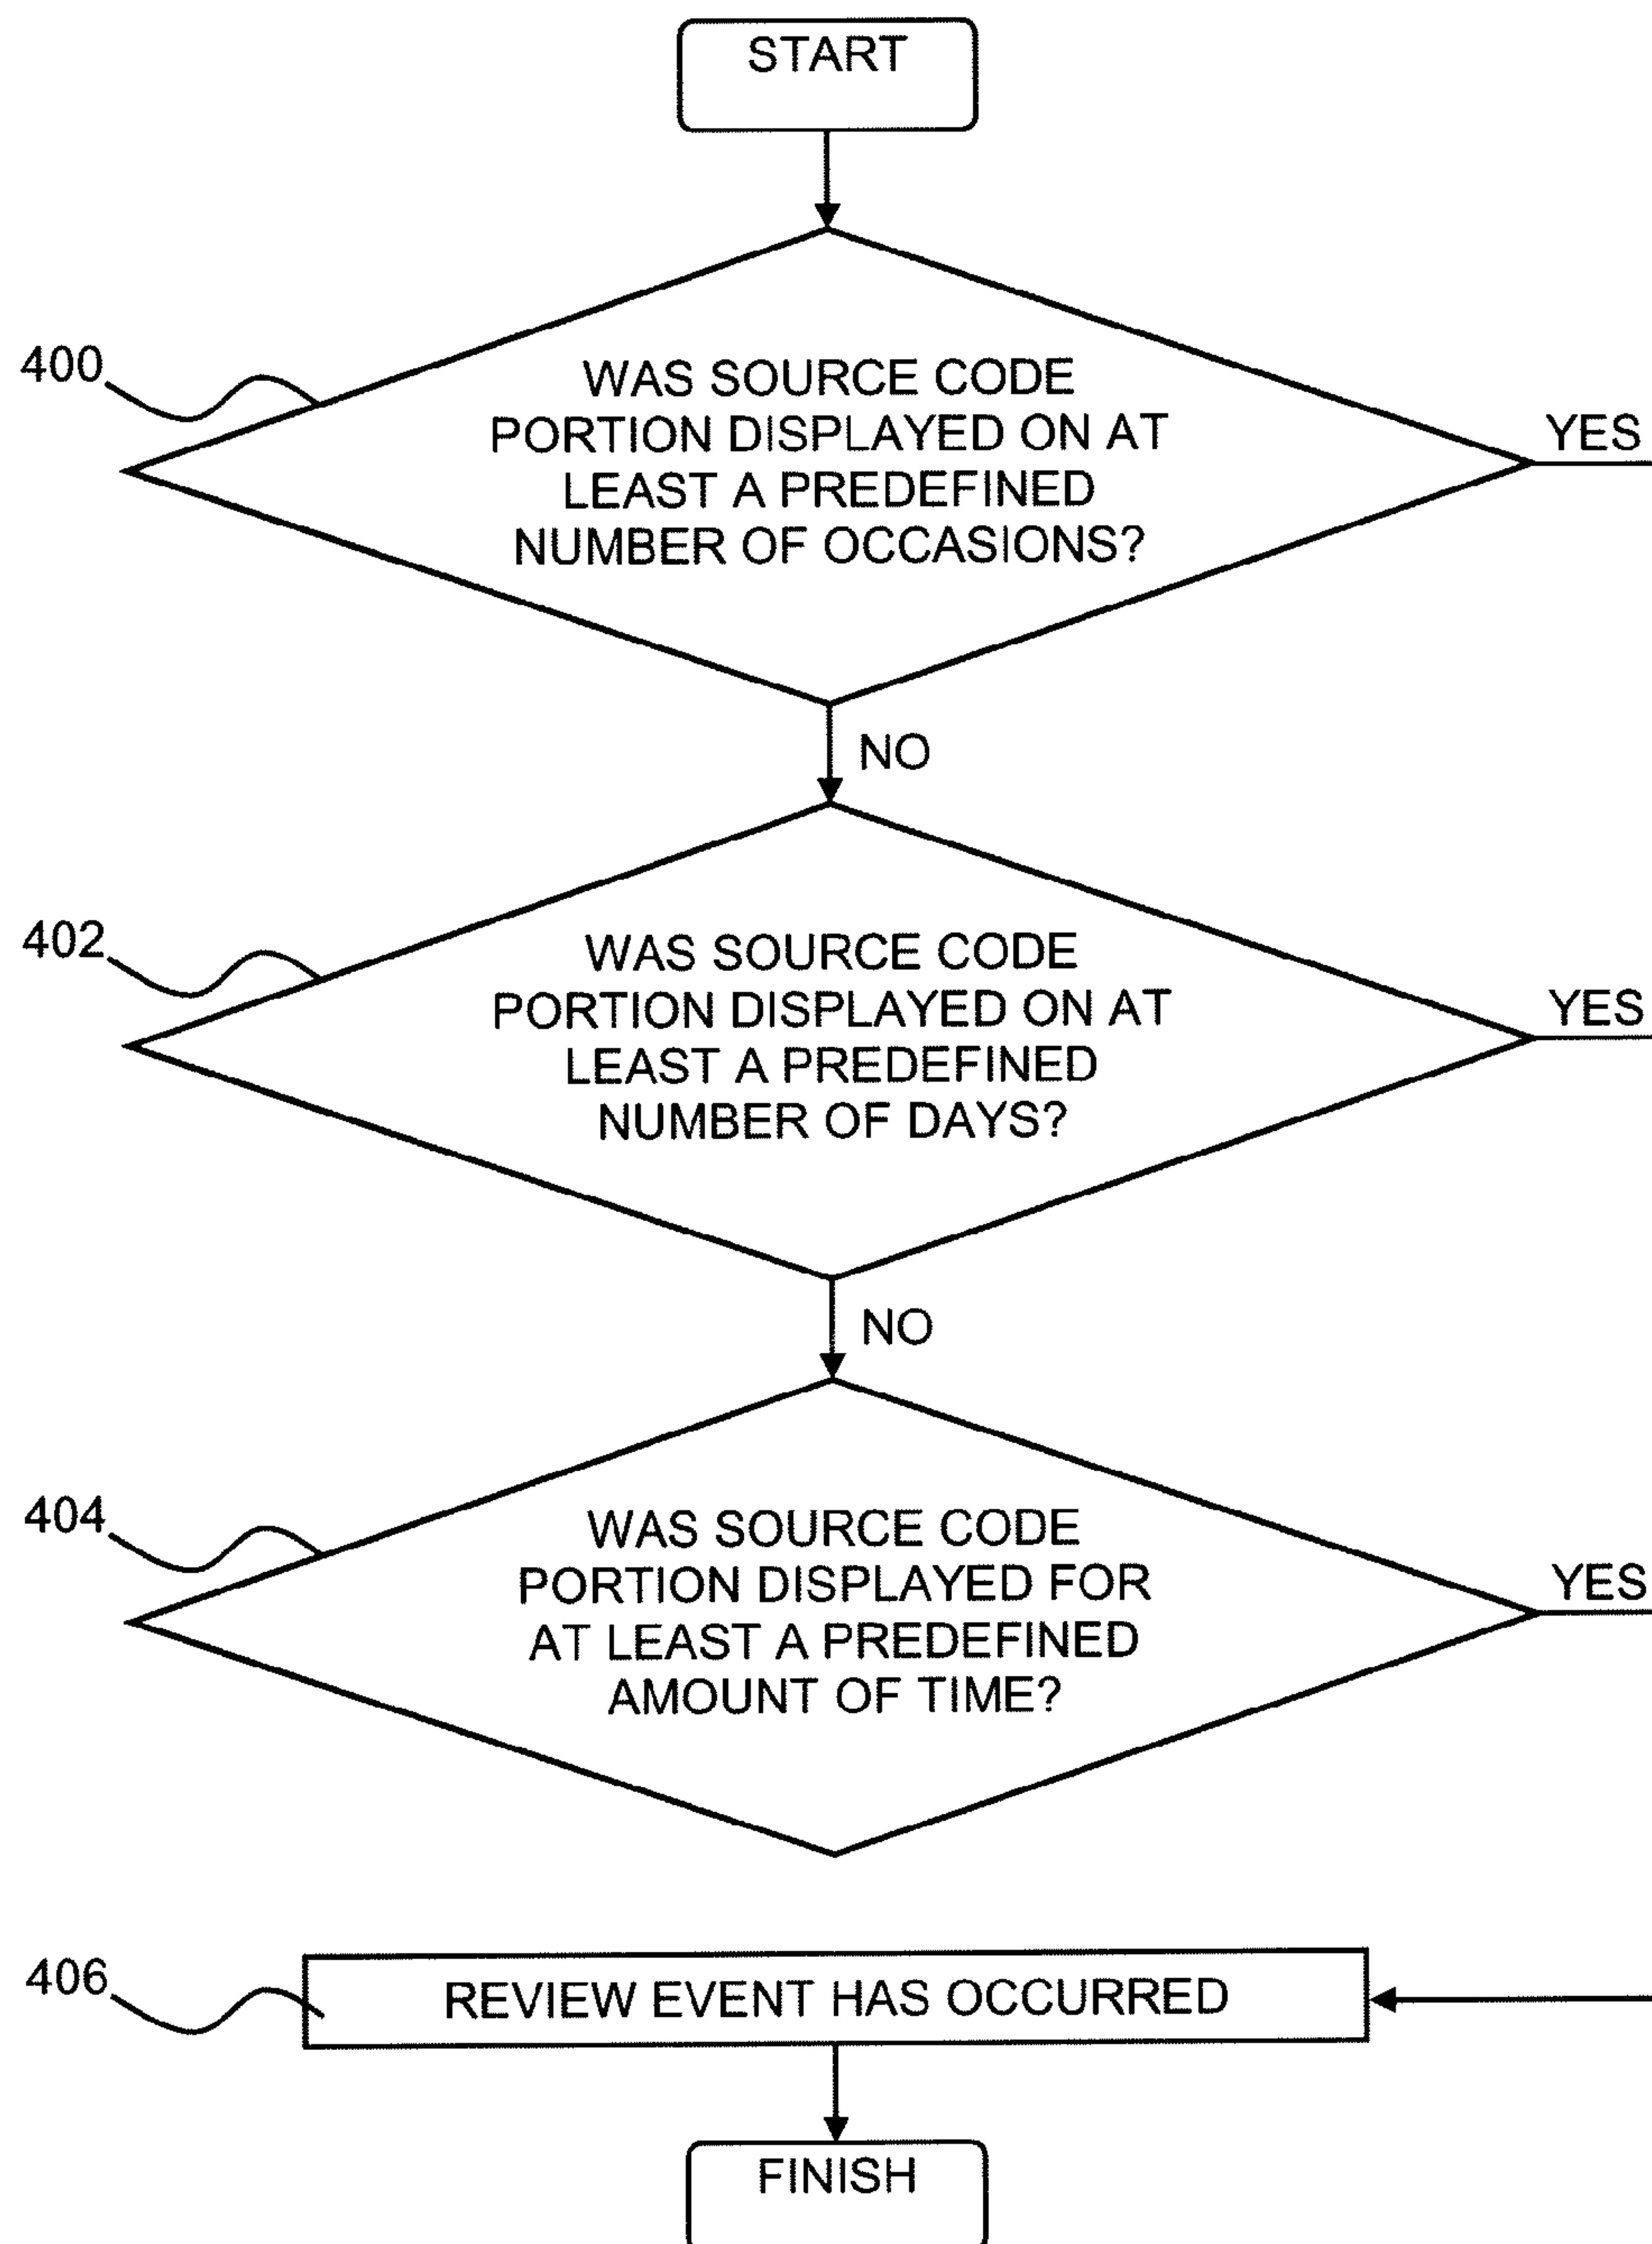 START
400
WAS SOURCE CODE
PORTION DISPLAYED ON AT
LEAST A PREDEFINED
NUMBER OF OCCASIONS?
YES
NO
402
WAS SOURCE CODE
PORTION DISPLAYED ON AT
LEAST A PREDEFINED
NUMBER OF DAYS?
YES
NO
404
WAS SOURCE CODE
PORTION DISPLAYED FOR
AT LEAST A PREDEFINED
AMOUNT OF TIME?
YES
406
REVIEW EVENT HAS OCCURRED
FINISH